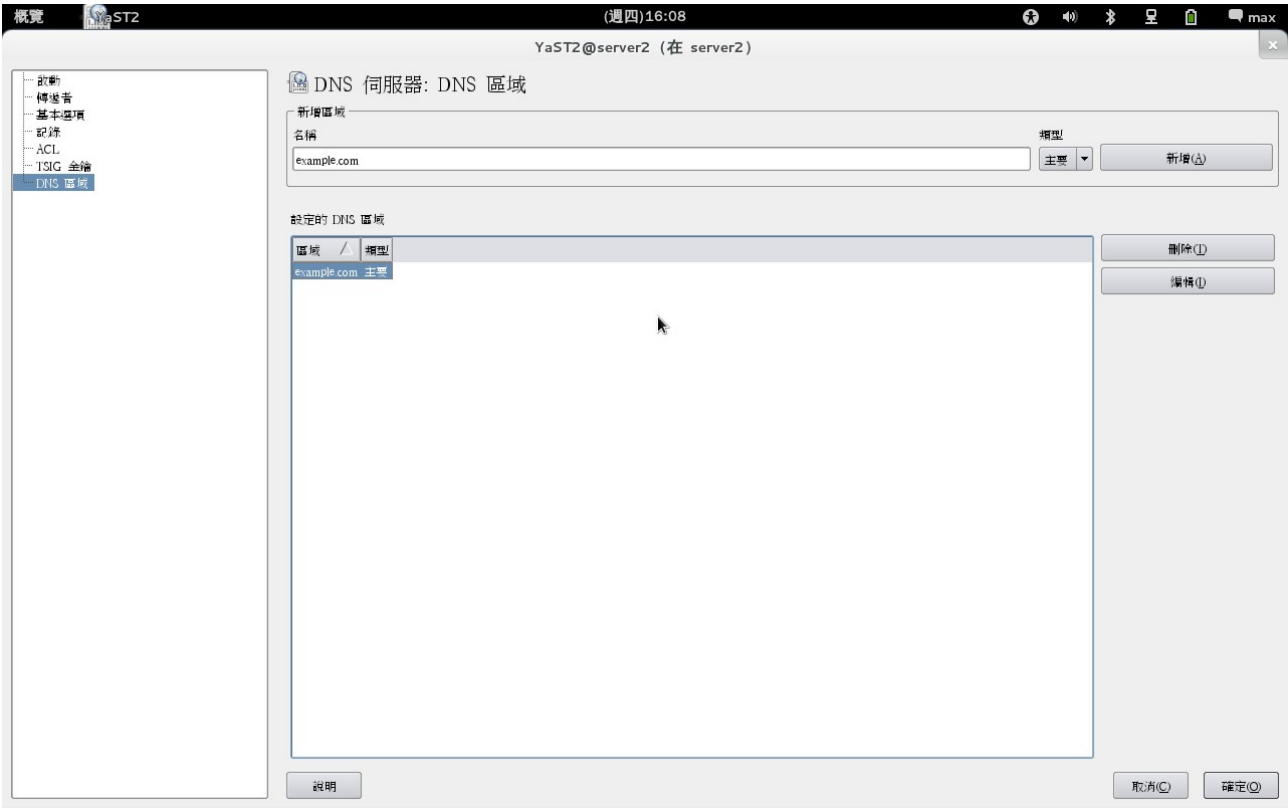 概覽 YaST2 (週四)16:08 max
YaST2@server2 (在 server2)
啟動
傳遞者
基本選項
記錄
ACL
TSIG 金鑰
DNS 區域
DNS 伺服器: DNS 區域
新增區域
名稱 類型
example.com 主要 新增(A)
設定的 DNS 區域
區域 類型 刪除(T)
example.com 主要 編輯(I)
說明 取消(C) 確定(O)